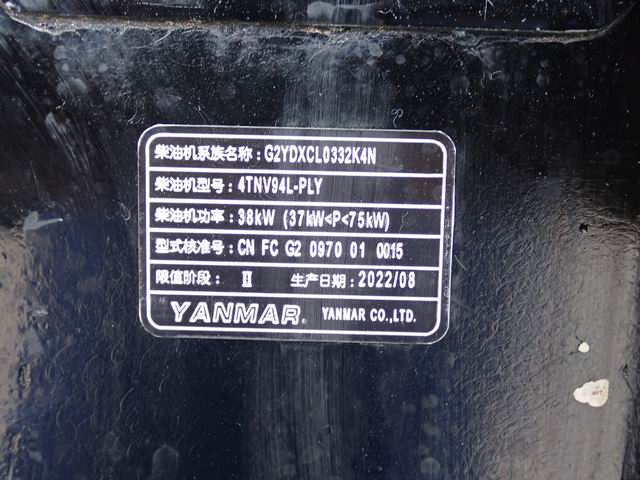 柴油机系族名称：G2YDXCL0332K4N
柴油机型号：4TNV94L-PLY
柴油机功率：38kW (37kW<P<75kW)
型式核准号：CN FC G2 0970 01 0015
限值阶段： Ⅱ 生产日期：2022/08
YANMAR® YANMAR CO.,LTD.